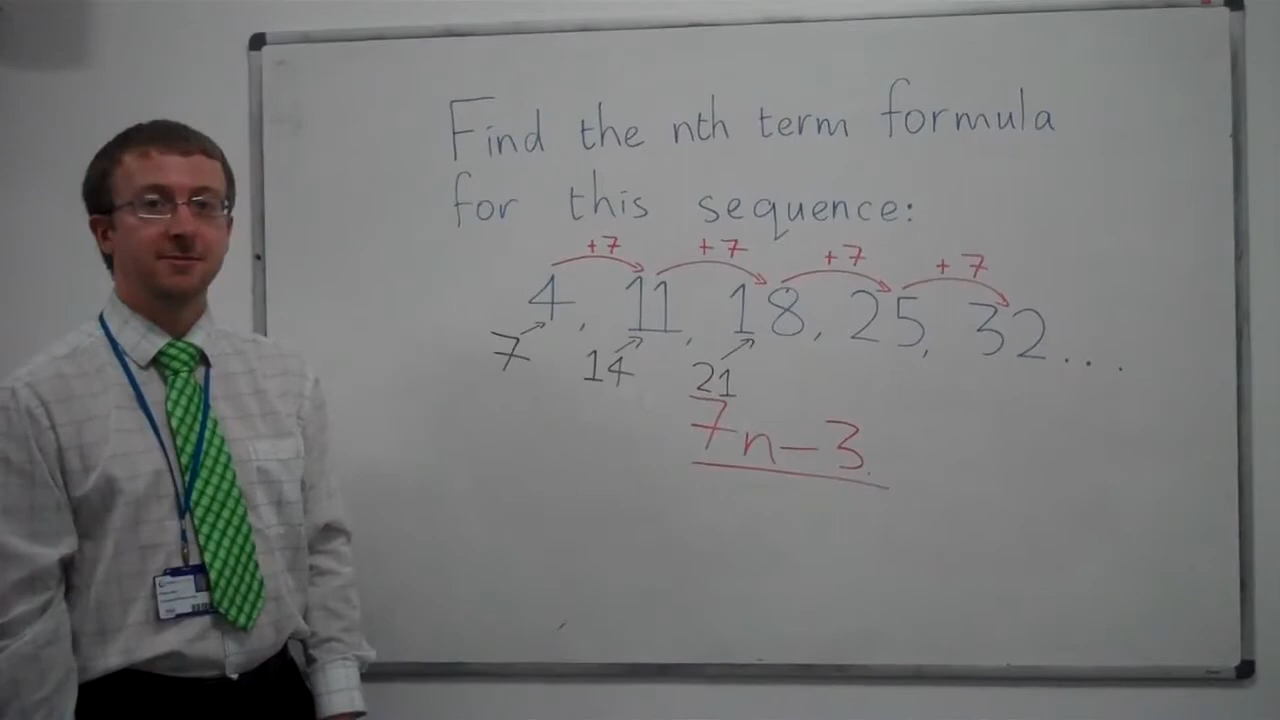 Find the nth term formula
for this sequence:
+7 +7 +7 +7
4, 11, 18, 25, 32....
7 14 21
7n-3